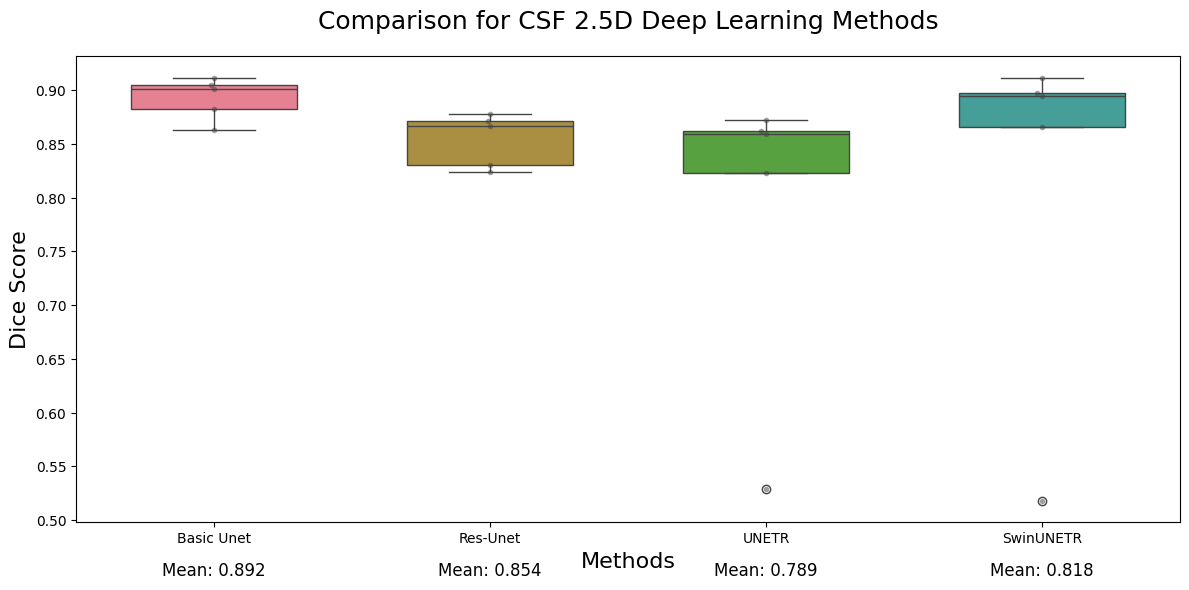 Comparison for CSF 2.5D Deep Learning Methods
Dice Score
0.90
0.85
0.80
0.75
0.70
0.65
0.60
0.55
0.50
Basic Unet Res-Unet UNETR SwinUNETR
Methods
Mean: 0.892 Mean: 0.854 Mean: 0.789 Mean: 0.818